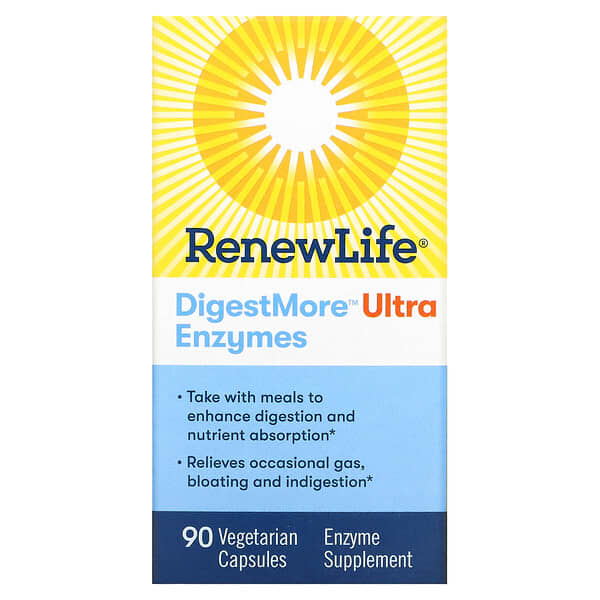 RenewLife®
DigestMore™ Ultra
Enzymes
• Take with meals to
enhance digestion and
nutrient absorption*
• Relieves occasional gas,
bloating and indigestion*
90 Vegetarian
Capsules
Enzyme
Supplement